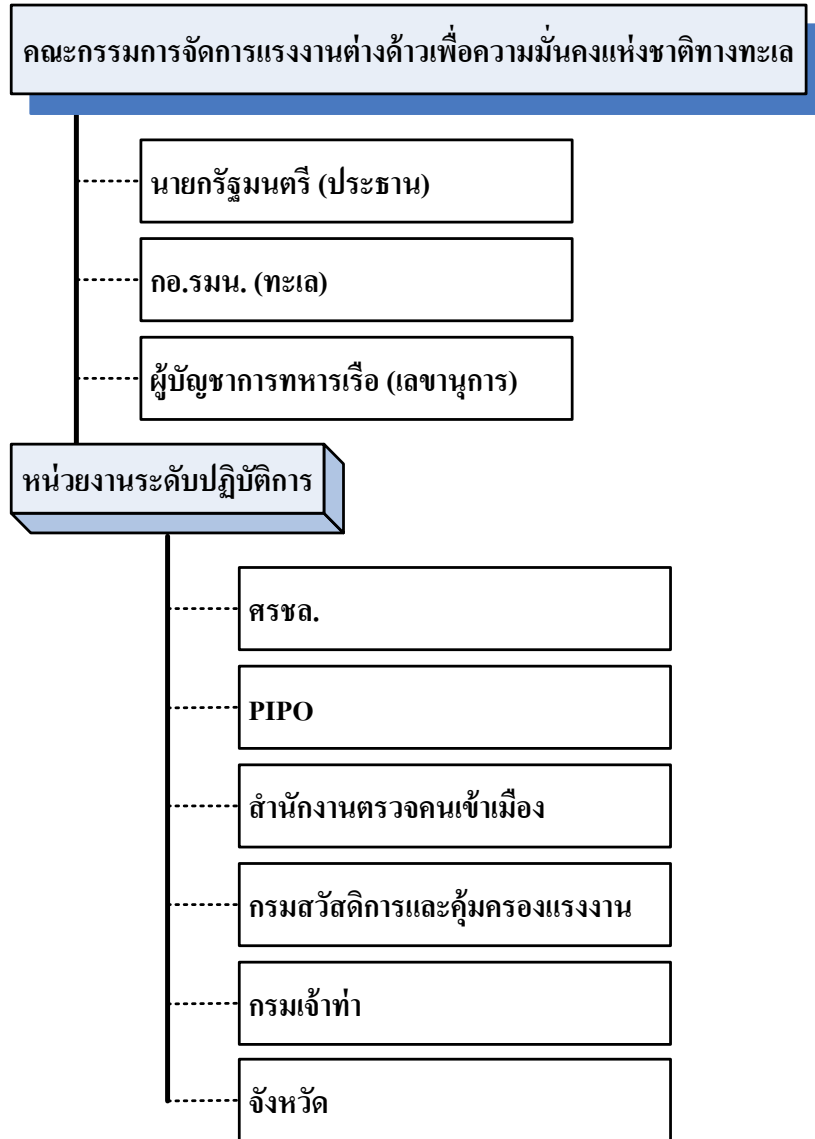 คณะกรรมการจัดการแรงงานต่างด้าวเพื่อความมั่นคงแห่งชาติทางทะเล
นายกรัฐมนตรี (ประธาน)
กอ.รมน. (ทะเล)
ผู้บัญชาการทหารเรือ (เลขานุการ)
หน่วยงานระดับปฏิบัติการ
ศรชล.
PIPO
สำนักงานตรวจคนเข้าเมือง
กรมสวัสดิการและคุ้มครองแรงงาน
กรมเจ้าท่า
จังหวัด